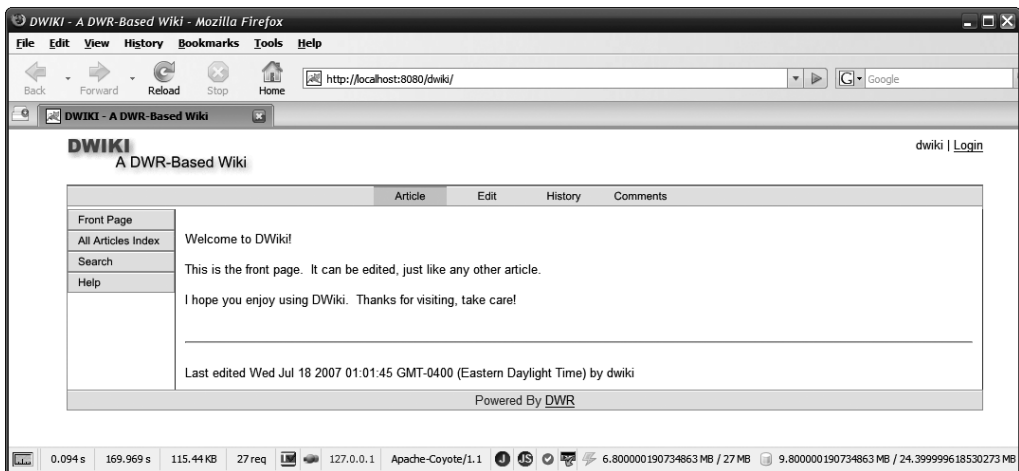 DWIKI - A DWR-Based Wiki - Mozilla Firefox
File Edit View History Bookmarks Tools Help
Back Forward Reload Stop Home http://localhost:8080/dwiki/ G Google
DWIKI - A DWR-Based Wiki
DWIKI
A DWR-Based Wiki
dwiki | Login
Article Edit History Comments
Front Page
All Articles Index
Search
Help
Welcome to DWiki!
This is the front page. It can be edited, just like any other article.
I hope you enjoy using DWiki. Thanks for visiting, take care!
Last edited Wed Jul 18 2007 01:01:45 GMT-0400 (Eastern Daylight Time) by dwiki
Powered By DWR
0.094 s 169.969 s 115.44 KB 27 req 127.0.0.1 Apache-Coyote/1.1 J JS 6.800000190734863 MB / 27 MB 9.800000190734863 MB / 24.399999618530273 MB